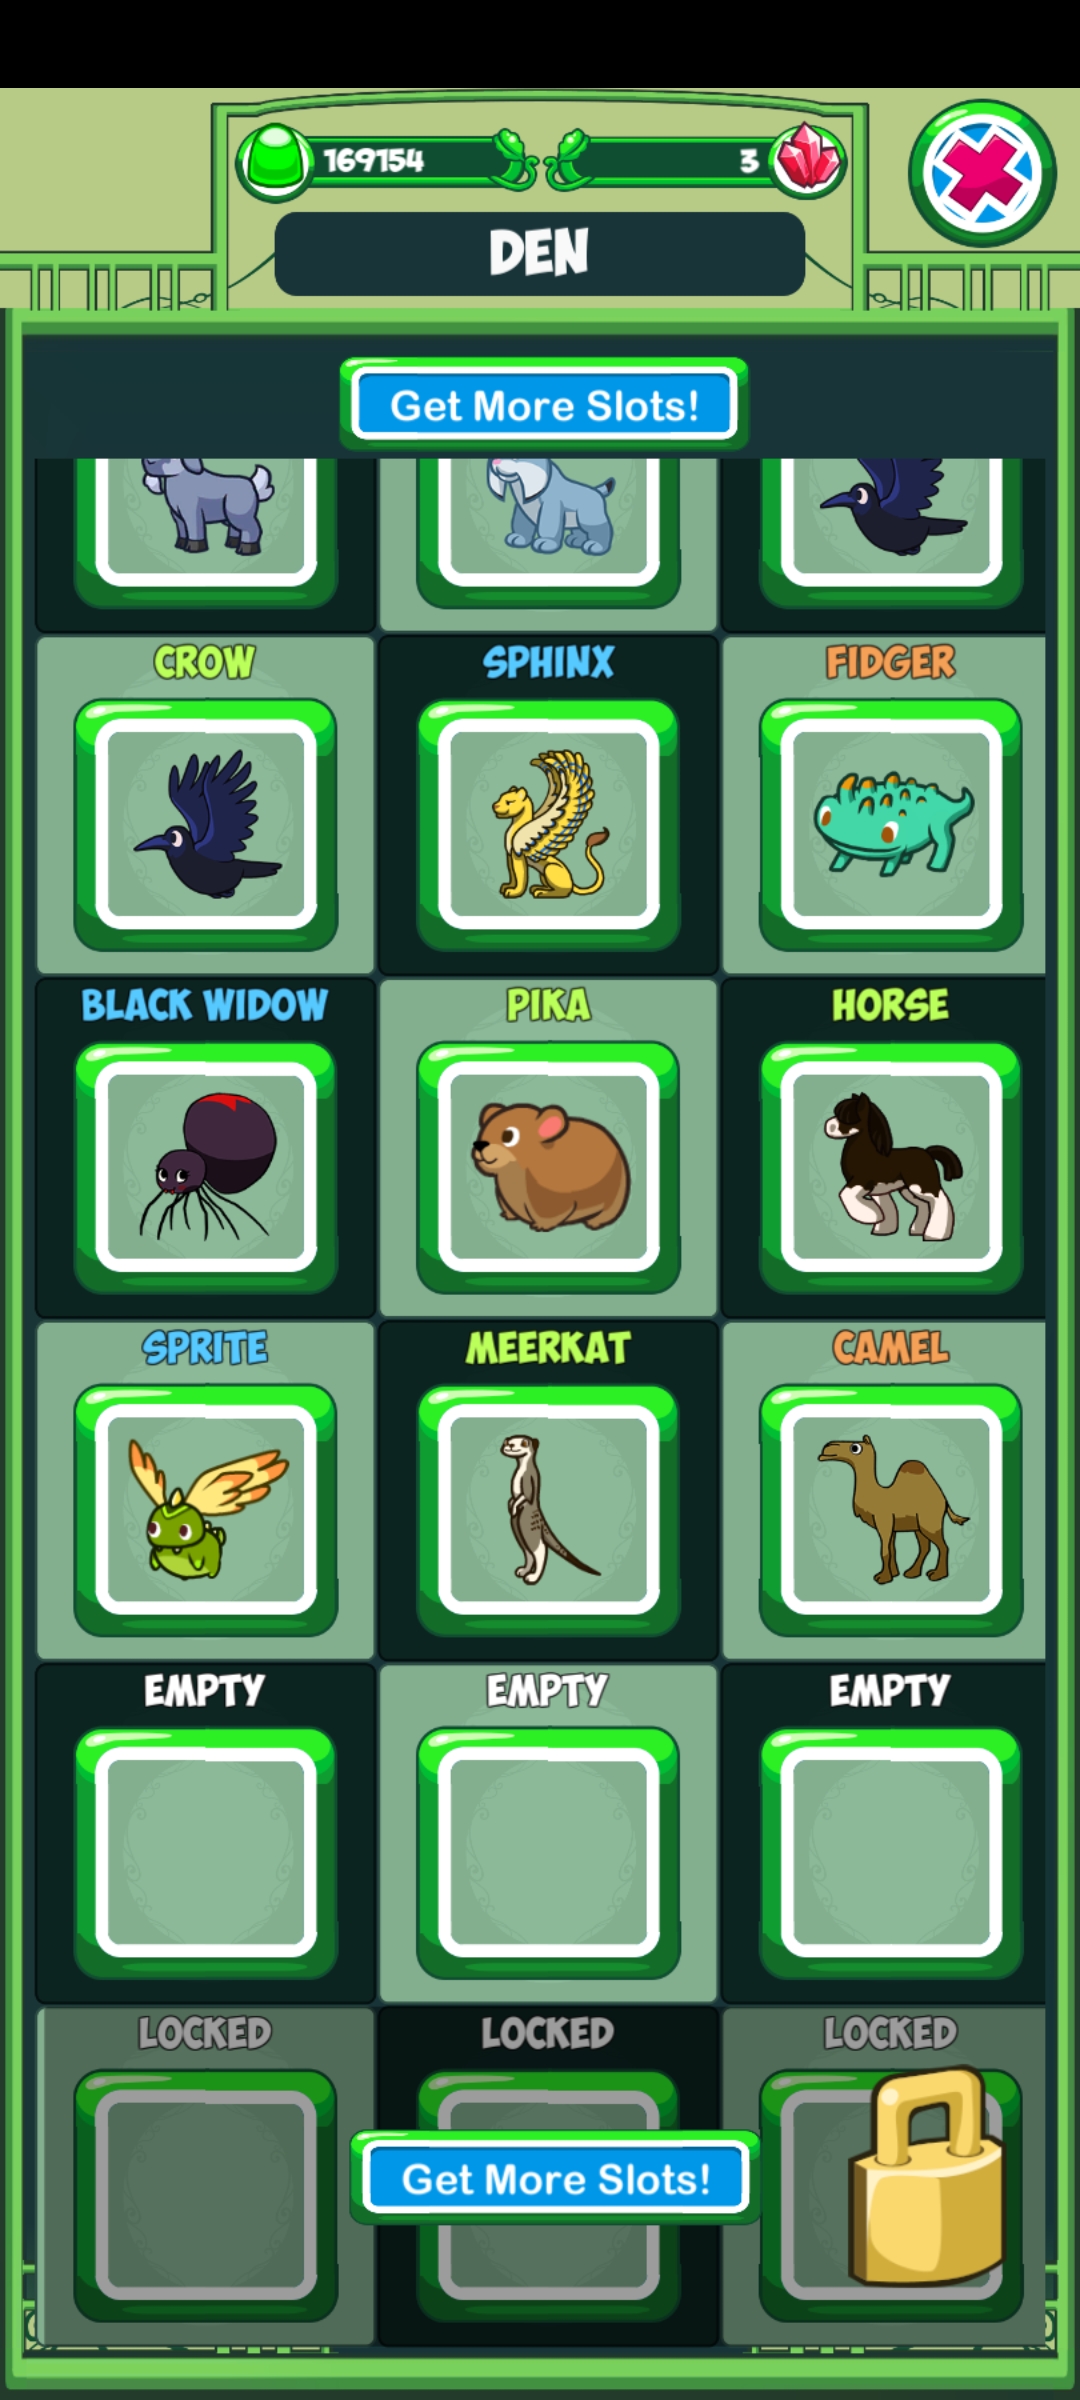 169154
3
DEN
Get More Slots!
CROW
SPHINX
FIDGER
BLACK WIDOW
PIKA
HORSE
SPRITE
MEERKAT
CAMEL
EMPTY
EMPTY
EMPTY
LOCKED
LOCKED
LOCKED
Get More Slots!